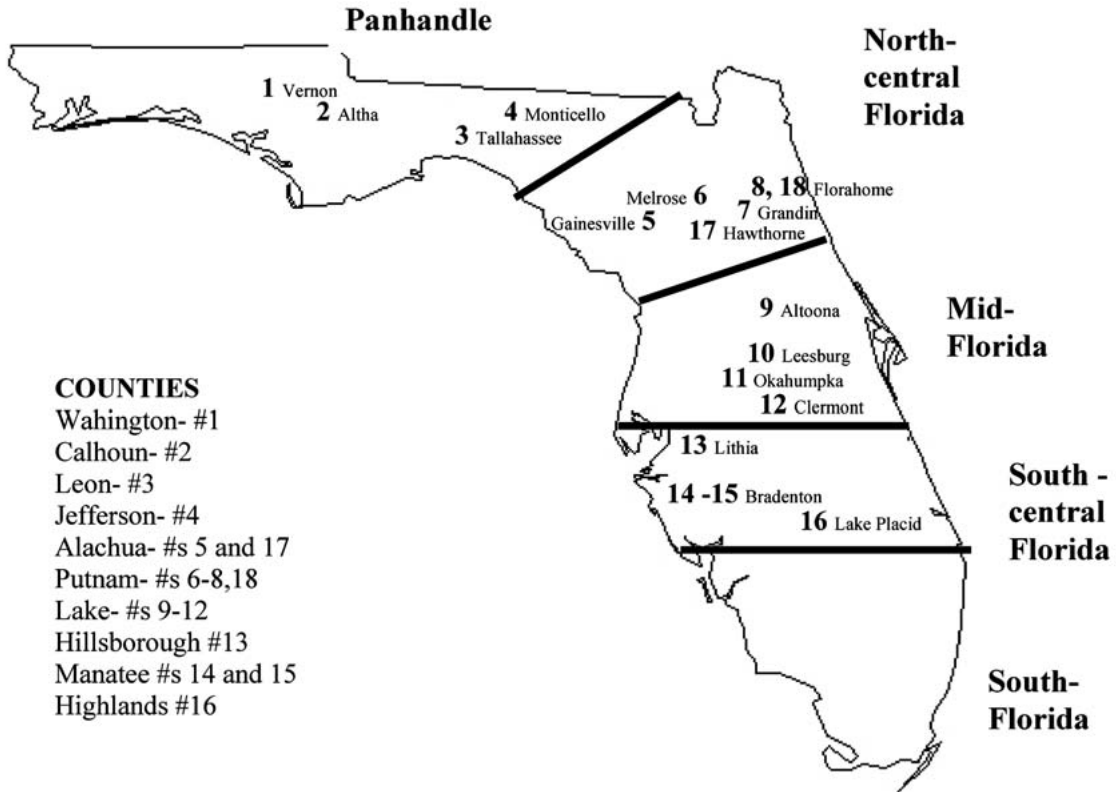 Panhandle
North-
central
Florida
1 Vernon
2 Altha
4 Monticello
3 Tallahassee
Melrose 6
8, 18 Florahome
7 Grandin
Gainesville 5
17 Hawthorne
9 Altoona
Mid-
Florida
10 Leesburg
11 Okahumpka
12 Clermont
13 Lithia
14 -15 Bradenton
16 Lake Placid
South -
central
Florida
South-
Florida
COUNTIES
Wahington- #1
Calhoun- #2
Leon- #3
Jefferson- #4
Alachua- #s 5 and 17
Putnam- #s 6-8,18
Lake- #s 9-12
Hillsborough #13
Manatee #s 14 and 15
Highlands #16